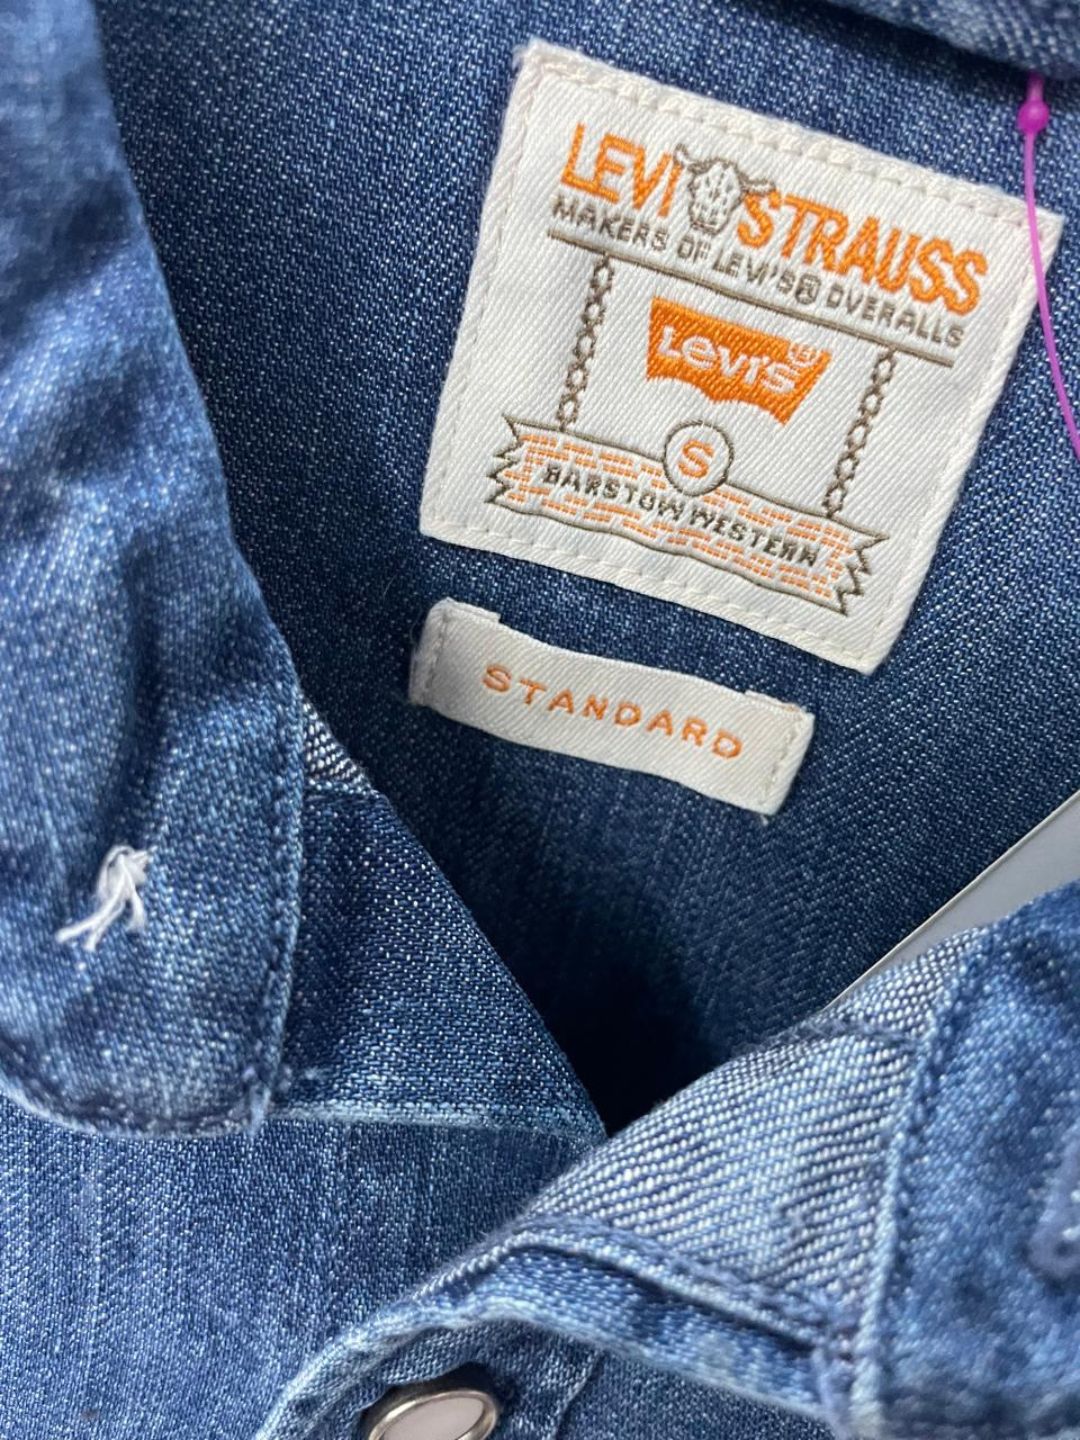 LEVI STRAUSS
MAKERS OF LEVI'S® OVERALLS
Levi's®
S
BARSTOW WESTERN
STANDARD